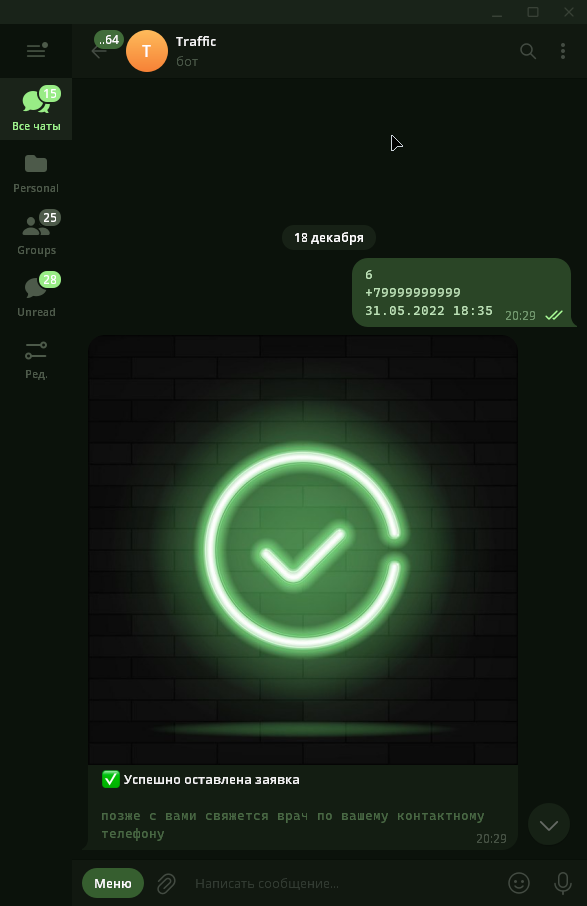 ..64
T
Traffic
бот
15
Все чаты
Personal
25
Groups
28
Unread
Ред.
18 декабря
6
+79999999999
31.05.2022 18:35
20:29
✅ Успешно оставлена заявка
позже с вами свяжется врач по вашему контактному
телефону
20:29
Меню
Написать сообщение...